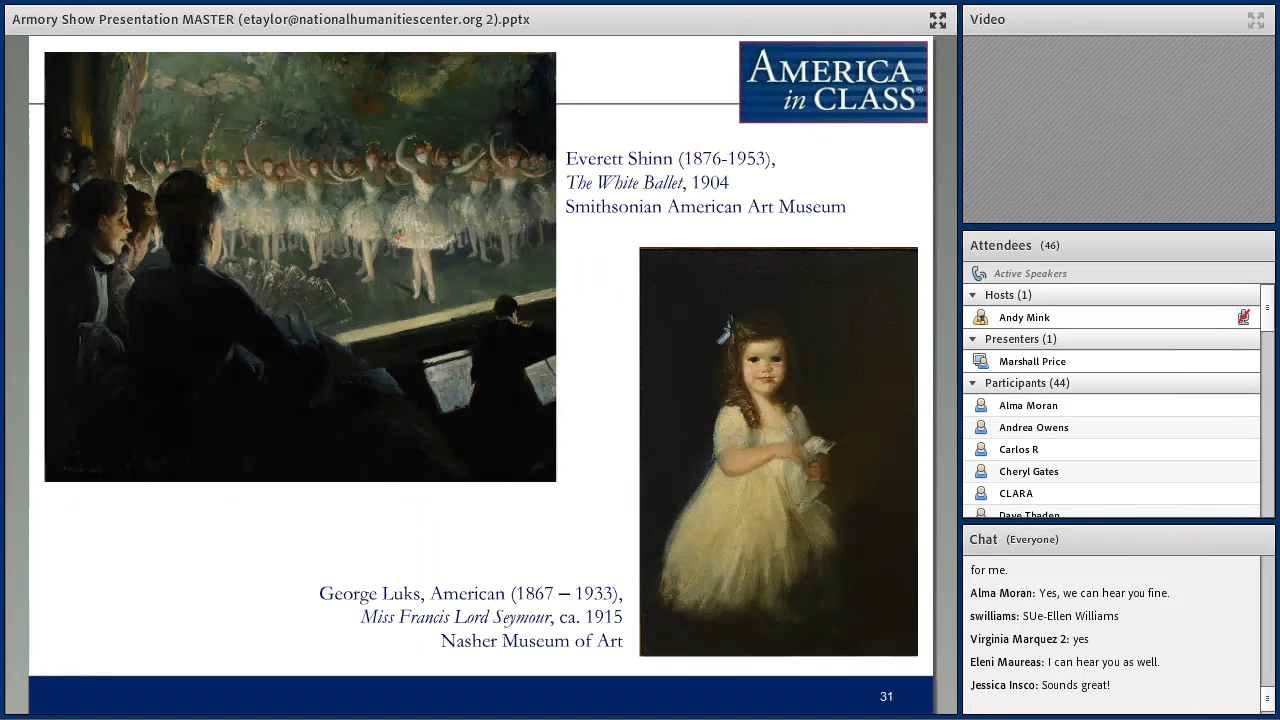 Armory Show Presentation MASTER (etaylor@nationalhumanitiescenter.org 2).pptx
AMERICA
in CLASS®
Everett Shinn (1876-1953),
The White Ballet, 1904
Smithsonian American Art Museum
George Luks, American (1867 – 1933),
Miss Francis Lord Seymour, ca. 1915
Nasher Museum of Art
31
Video
Attendees (46)
Active Speakers
Hosts (1)
Andy Mink
Presenters (1)
Marshall Price
Participants (44)
Alma Moran
Andrea Owens
Carlos R
Cheryl Gates
CLARA
Dave Thaden
Chat (Everyone)
for me.
Alma Moran: Yes, we can hear you fine.
swilliams: SUe-Ellen Williams
Virginia Marquez 2: yes
Eleni Maureas: I can hear you as well.
Jessica Insco: Sounds great!